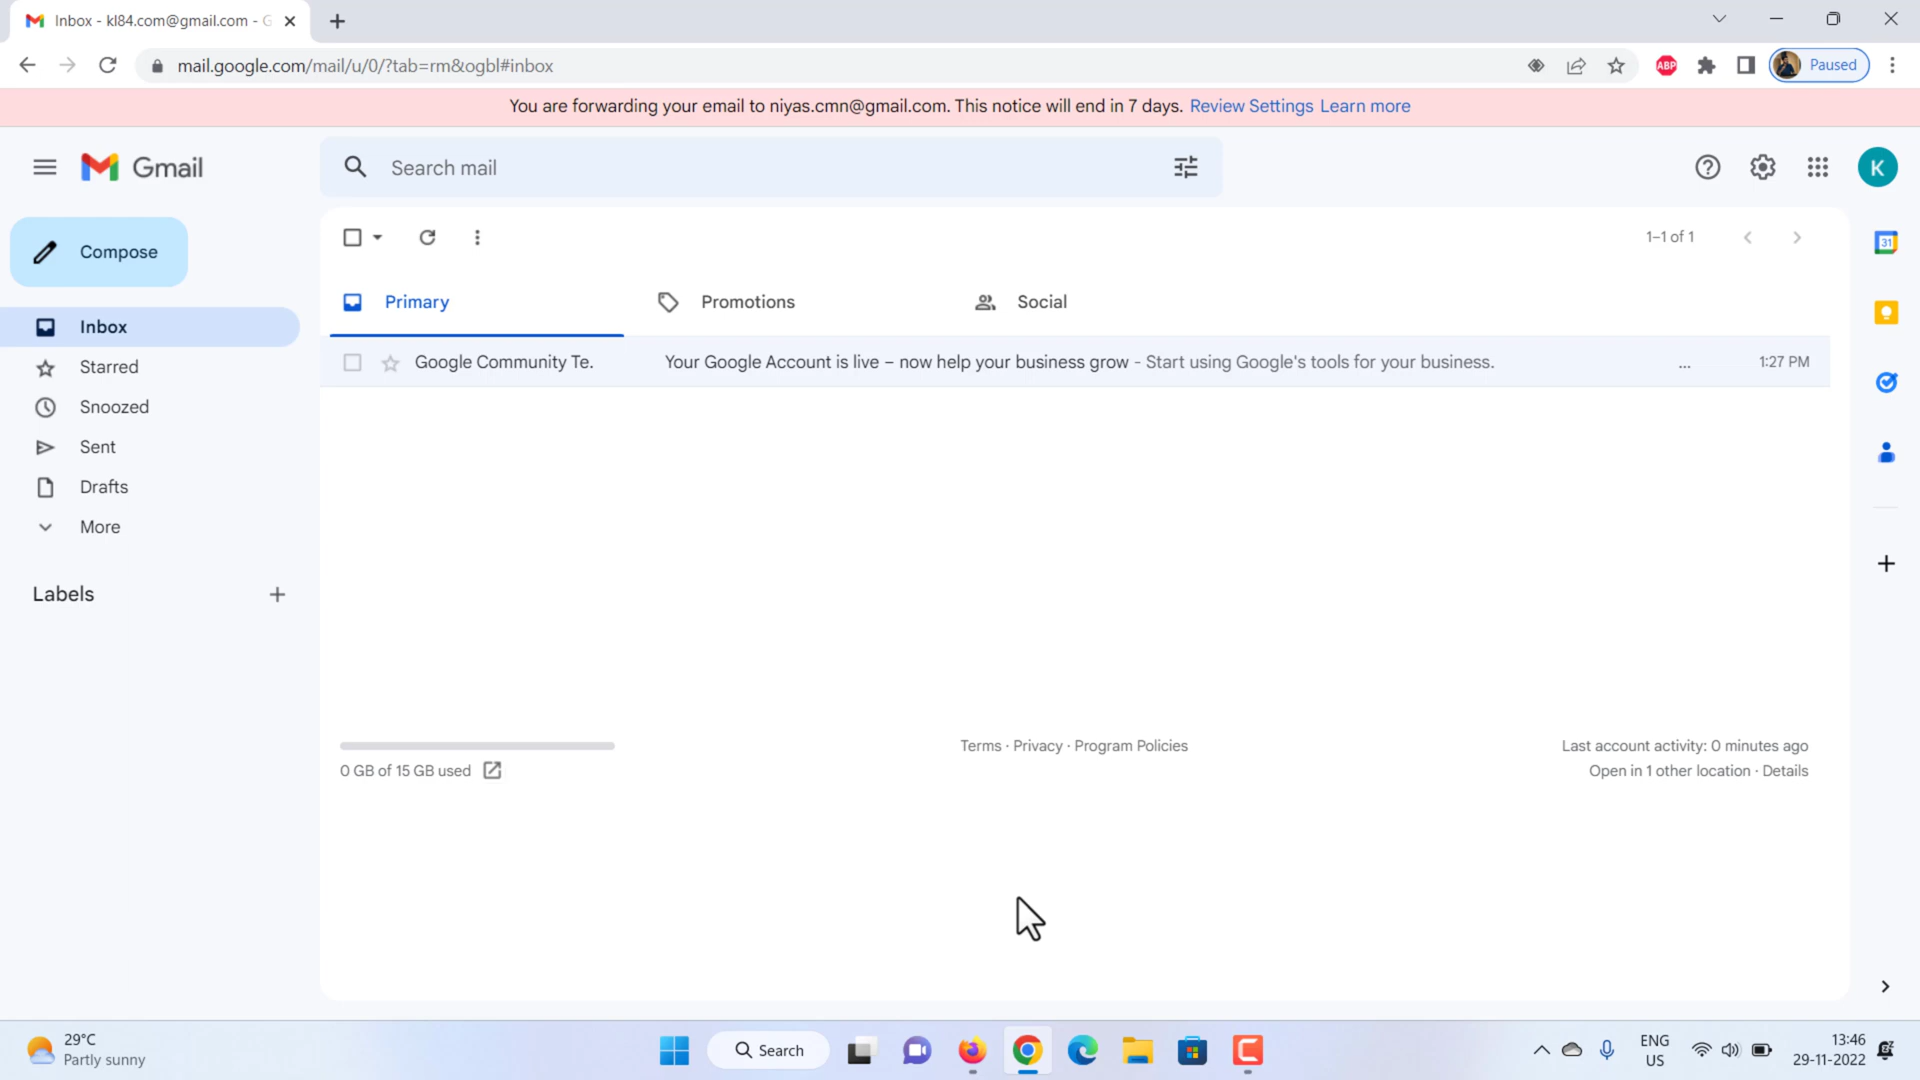 Inbox - kl84.com@gmail.com - G
mail.google.com/mail/u/0/?tab=rm&ogbl#inbox
ABP
Paused
You are forwarding your email to niyas.cmn@gmail.com. This notice will end in 7 days. Review Settings Learn more
Gmail
Search mail
K
Compose
1–1 of 1
31
Primary
Promotions
Social
Inbox
Google Community Te.
Your Google Account is live – now help your business grow - Start using Google's tools for your business.
...
1:27 PM
Starred
Snoozed
Sent
Drafts
More
Labels
0 GB of 15 GB used
Terms · Privacy · Program Policies
Last account activity: 0 minutes ago
Open in 1 other location · Details
29°C
Partly sunny
Search
ENG
US
13:46
29-11-2022